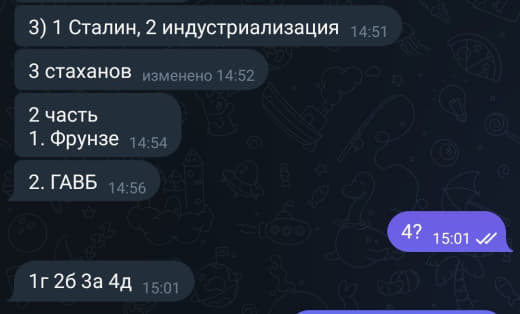 3) 1 Сталин, 2 индустриализация 14:51
3 стаханов изменено 14:52
2 часть
1. Фрунзе 14:54
2. ГАВБ 14:56
4? 15:01
1г 2б 3а 4д 15:01